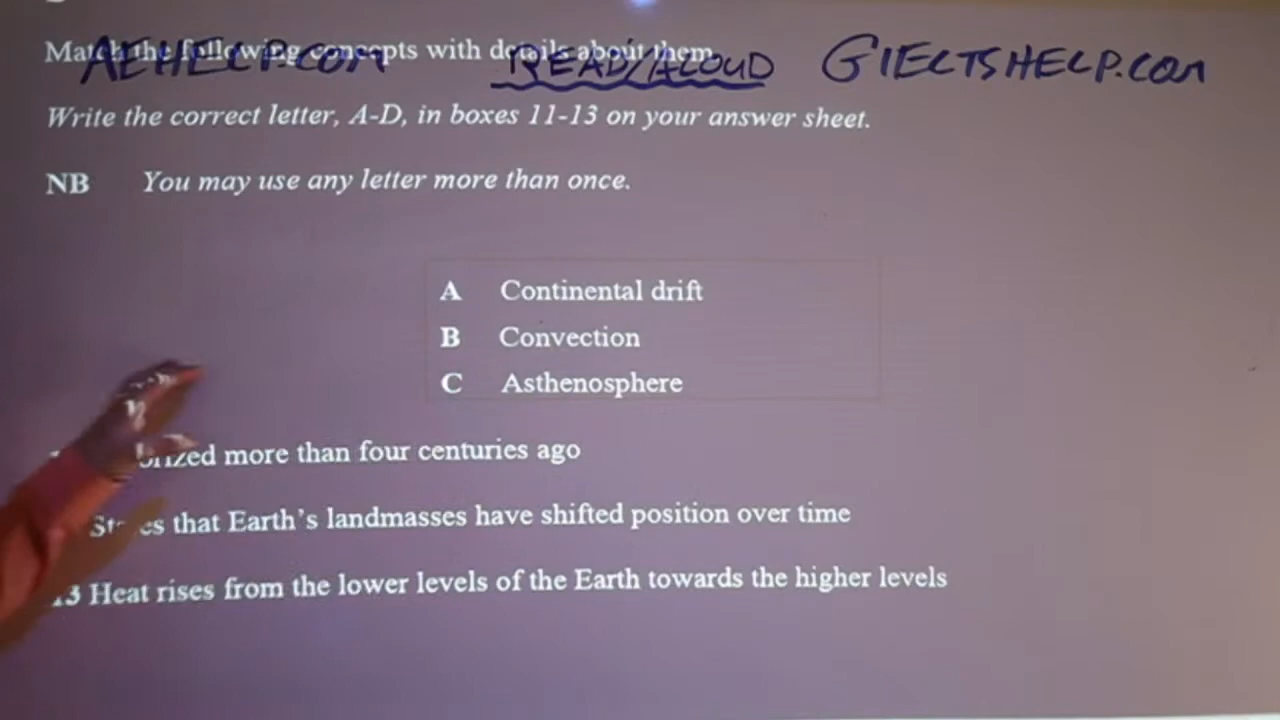 Match the following concepts with details about them.
AEHELP.COM READ/ALOUD GIELTSHELP.COM
Write the correct letter, A-D, in boxes 11-13 on your answer sheet.
NB You may use any letter more than once.
A Continental drift
B Convection
C Asthenosphere
more than four centuries ago
that Earth's landmasses have shifted position over time
13 Heat rises from the lower levels of the Earth towards the higher levels